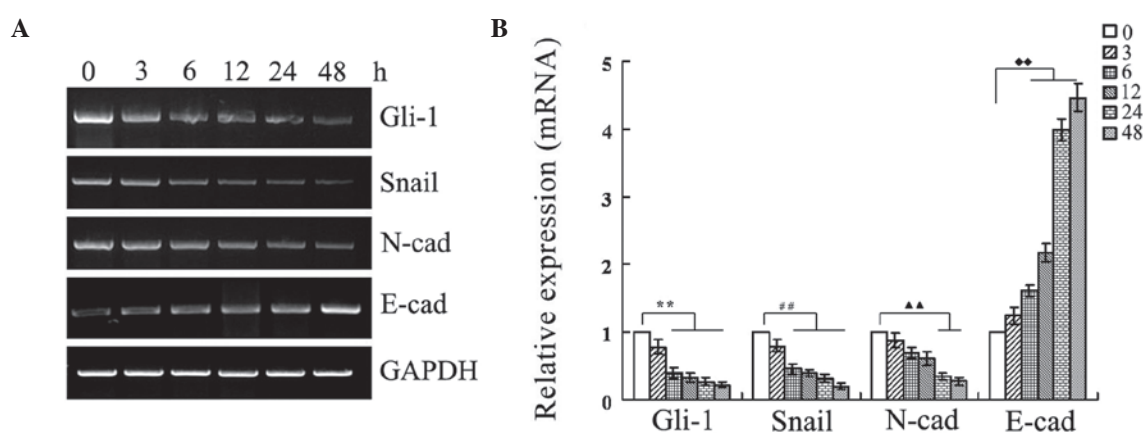 A
0 3 6 12 24 48 h
Gli-1
Snail
N-cad
E-cad
GAPDH
B
Relative expression (mRNA)
5
4
3
2
1
0
**
##
▲▲
◆◆
Gli-1 Snail N-cad E-cad
0
3
6
12
24
48